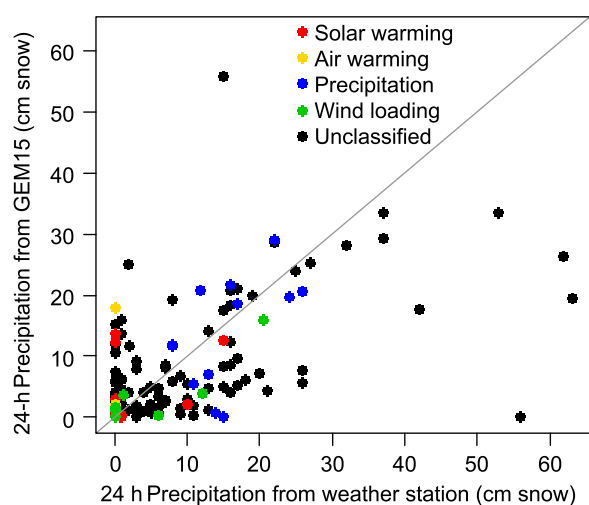 Solar warming
Air warming
Precipitation
Wind loading
Unclassified
24-h Precipitation from GEM15 (cm snow)
60
50
40
30
20
10
0
0 10 20 30 40 50 60
24 h Precipitation from weather station (cm snow)